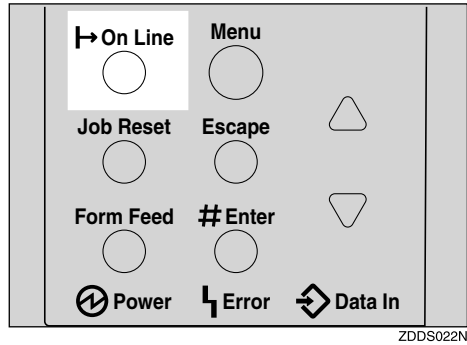 On Line Menu
Job Reset Escape
Form Feed # Enter
Power Error Data In
ZDDS022N